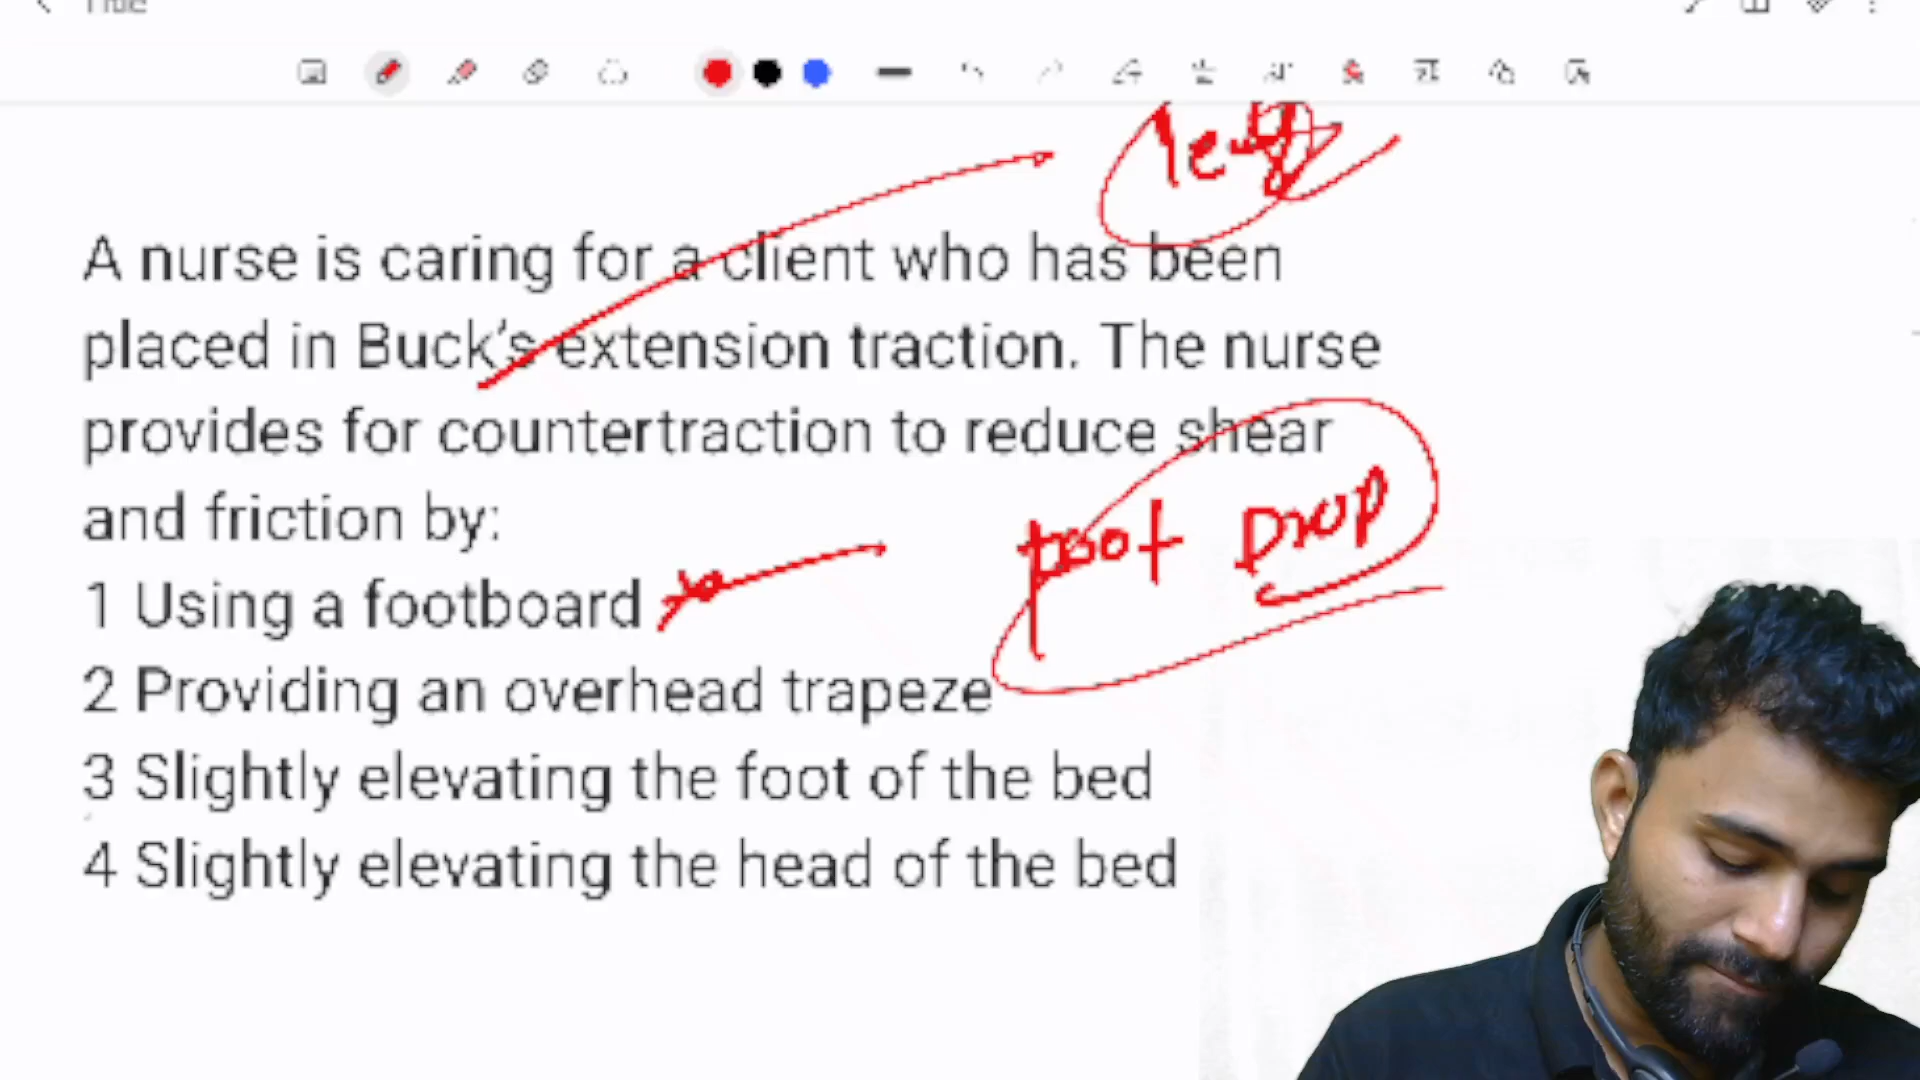 Title
A nurse is caring for a client who has been
placed in Buck's extension traction. The nurse
provides for countertraction to reduce shear
and friction by:
foot Drop
1 Using a footboard
2 Providing an overhead trapeze
3 Slightly elevating the foot of the bed
4 Slightly elevating the head of the bed